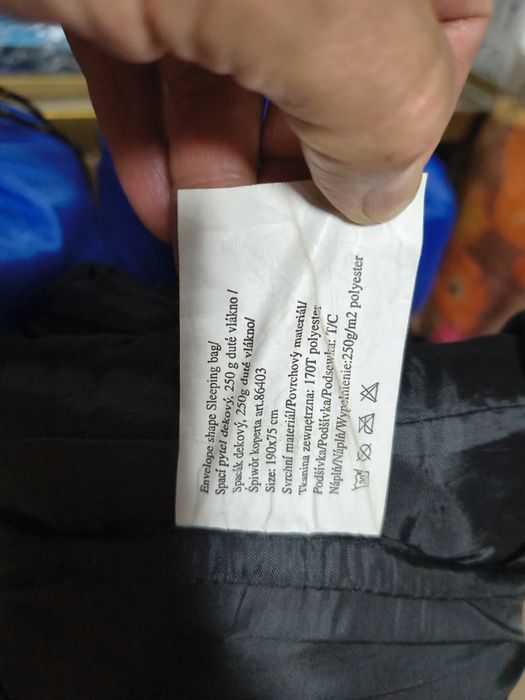 Envelope shape Sleeping bag/
Spací pytel dekový, 250 g duté vlákno /
Spacák dekový, 250g duté vlákno/
Śpiwór koperta art.86403
Size: 190x75 cm
Svrchní materiál/Povrchový materiál/
Tkanina zewnętrzna: 170T polyester
Podšívka/Podšívka/Podsewka: T/C
Náplň/Náplň/Wypełnienie:250g/m2 polyester